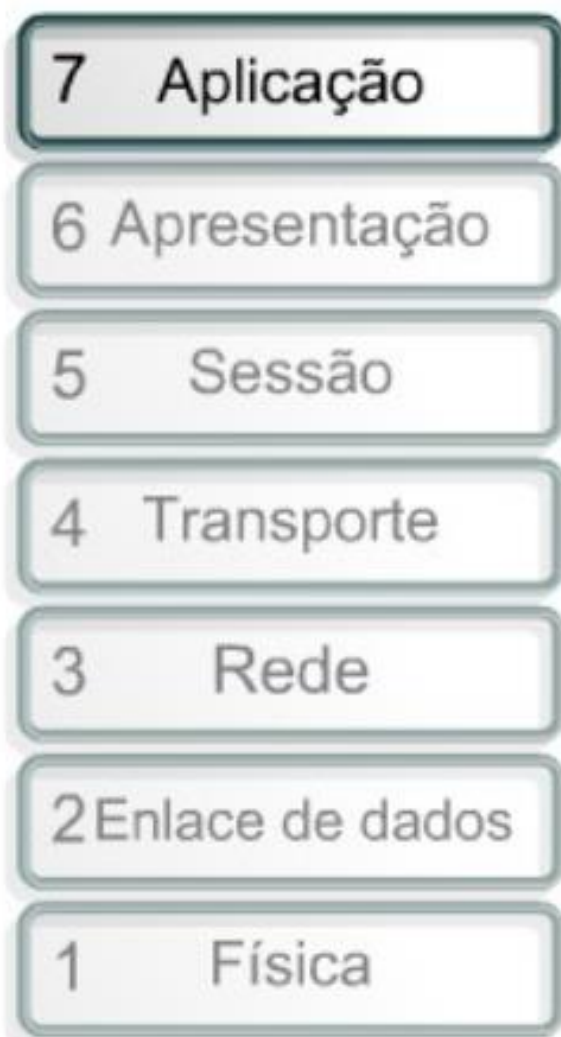 7 Aplicação
6 Apresentação
5 Sessão
4 Transporte
3 Rede
2 Enlace de dados
1 Física